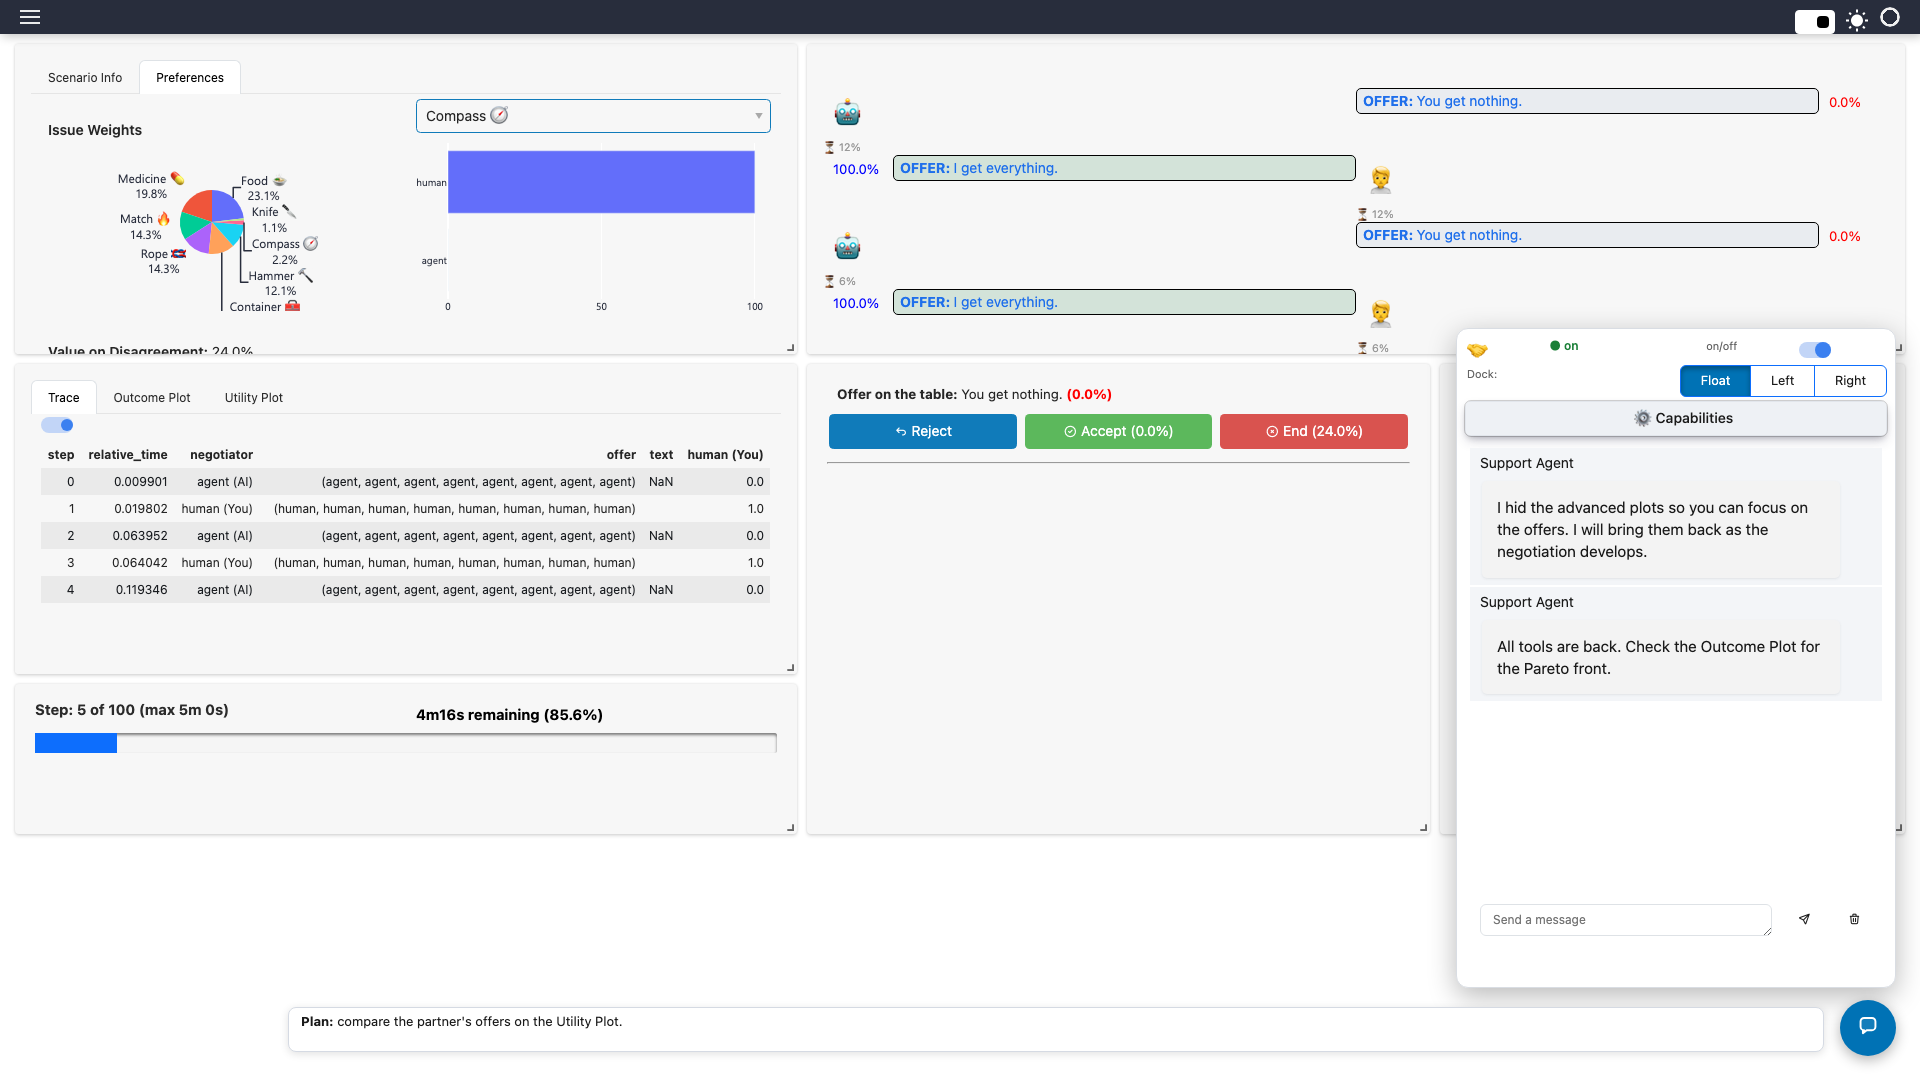 Scenario Info
Preferences
Issue Weights
Medicine 💊
19.8%
Match 🔥
14.3%
Rope 🪢
14.3%
Food 🥗
23.1%
Knife 🔪
1.1%
Compass 🧭
2.2%
Hammer 🔨
12.1%
Container 🧰
Compass 🧭
human
agent
0
50
100
Value on Disagreement: 24.0%
OFFER: You get nothing.
0.0%
⏳ 12%
100.0%
OFFER: I get everything.
⏳ 12%
OFFER: You get nothing.
0.0%
⏳ 6%
100.0%
OFFER: I get everything.
⏳ 6%
Trace
Outcome Plot
Utility Plot
step relative_time negotiator offer text human (You)
0 0.009901 agent (AI) (agent, agent, agent, agent, agent, agent, agent, agent) NaN 0.0
1 0.019802 human (You) (human, human, human, human, human, human, human, human) 1.0
2 0.063952 agent (AI) (agent, agent, agent, agent, agent, agent, agent, agent) NaN 0.0
3 0.064042 human (You) (human, human, human, human, human, human, human, human) 1.0
4 0.119346 agent (AI) (agent, agent, agent, agent, agent, agent, agent, agent) NaN 0.0
Step: 5 of 100 (max 5m 0s)
4m16s remaining (85.6%)
Offer on the table: You get nothing. (0.0%)
Reject
Accept (0.0%)
End (24.0%)
on
on/off
Dock:
Float
Left
Right
⚙️ Capabilities
Support Agent
I hid the advanced plots so you can focus on
the offers. I will bring them back as the
negotiation develops.
Support Agent
All tools are back. Check the Outcome Plot for
the Pareto front.
Send a message
Plan: compare the partner's offers on the Utility Plot.